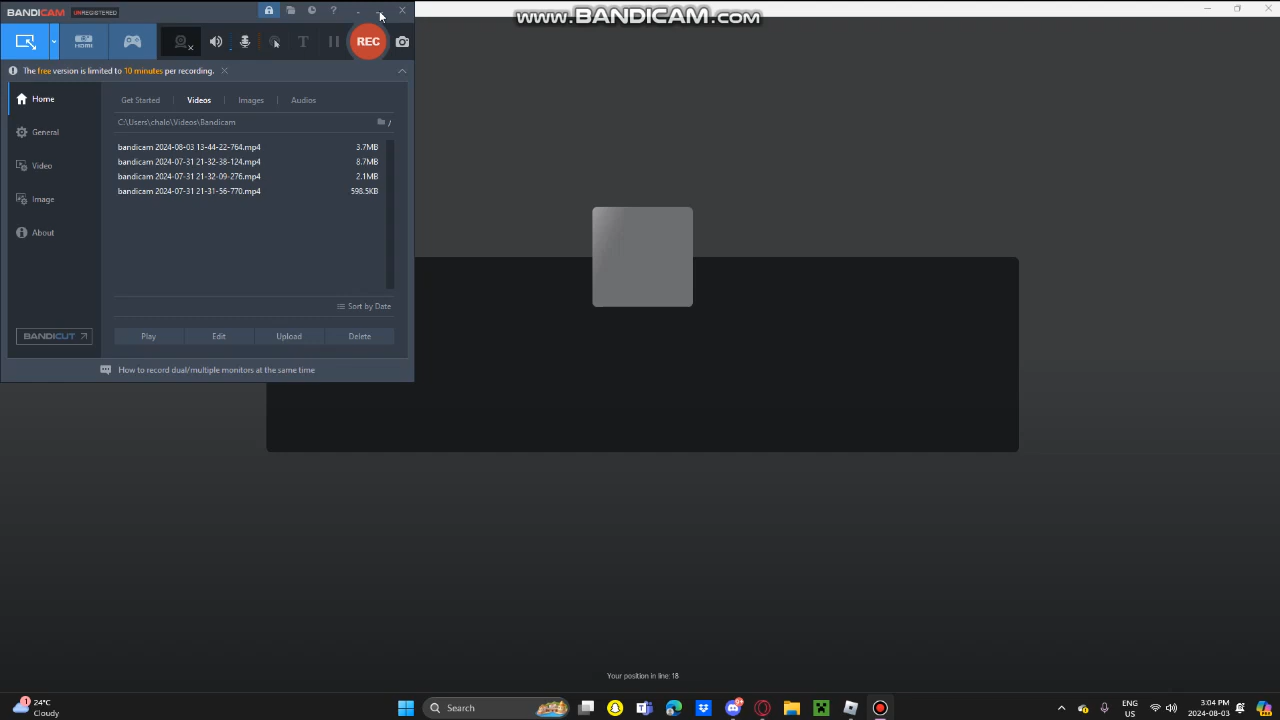 BANDICAM UNREGISTERED
www.BANDICAM.com
HDMI
REC
The free version is limited to 10 minutes per recording.
Home
General
Video
Image
About
BANDICUT
Get Started
Videos
Images
Audios
C:\Users\chalo\Videos\Bandicam
bandicam 2024-08-03 13-44-22-764.mp4 3.7MB
bandicam 2024-07-31 21-32-38-124.mp4 8.7MB
bandicam 2024-07-31 21-32-09-276.mp4 2.1MB
bandicam 2024-07-31 21-31-56-770.mp4 598.5KB
Sort by Date
Play Edit Upload Delete
How to record dual/multiple monitors at the same time
Your position in line: 18
24°C
Cloudy
Search
ENG
US
3:04 PM
2024-08-03